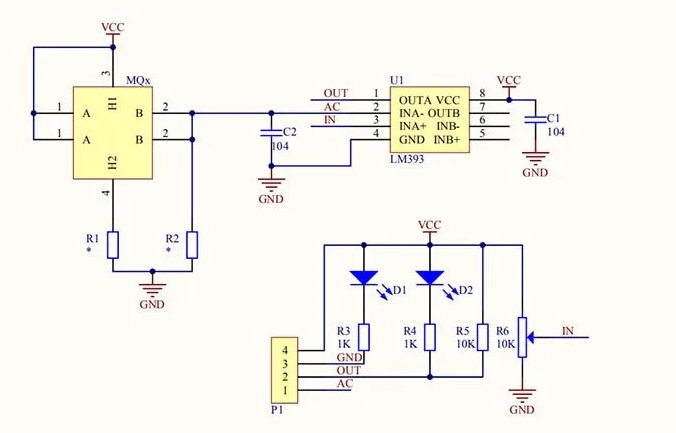 VCC
3
MQx
H1
1 A B 2
1 A B 2
H2
4
R1
*
R2
*
GND
C2
104
GND
U1
OUT 1 OUTA VCC 8 VCC
AC 2 INA- OUTB 7
IN 3 INA+ INB- 6
4 GND INB+ 5
LM393
C1
104
GND
VCC
D1
D2
R3
1K
R4
1K
R5
10K
R6
10K
IN
4
3 GND
2 OUT
1 AC
P1
GND